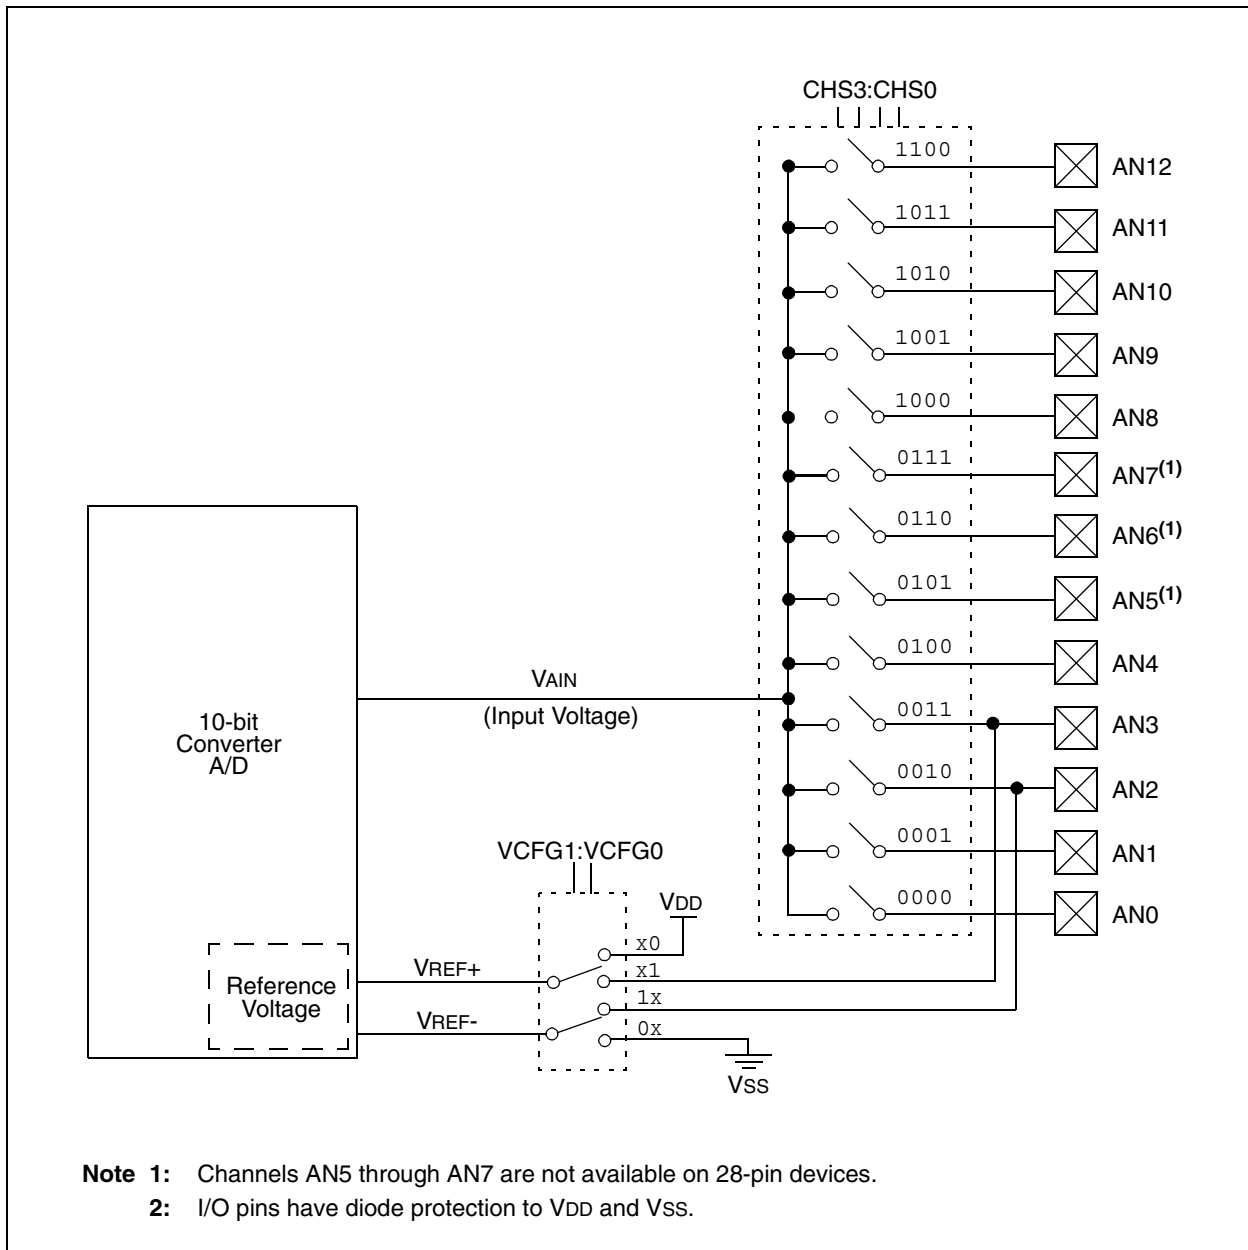 CHS3:CHS0
1100 AN12
1011 AN11
1010 AN10
1001 AN9
1000 AN8
0111 AN7(1)
0110 AN6(1)
0101 AN5(1)
0100 AN4
VAIN
(Input Voltage)
0011 AN3
10-bit
Converter
A/D
0010 AN2
0001 AN1
VCFG1:VCFG0
0000 AN0
VDD
x0
VREF+
x1
Reference
Voltage
1x
VREF-
0x
VSS
Note 1: Channels AN5 through AN7 are not available on 28-pin devices.
2: I/O pins have diode protection to VDD and VSS.